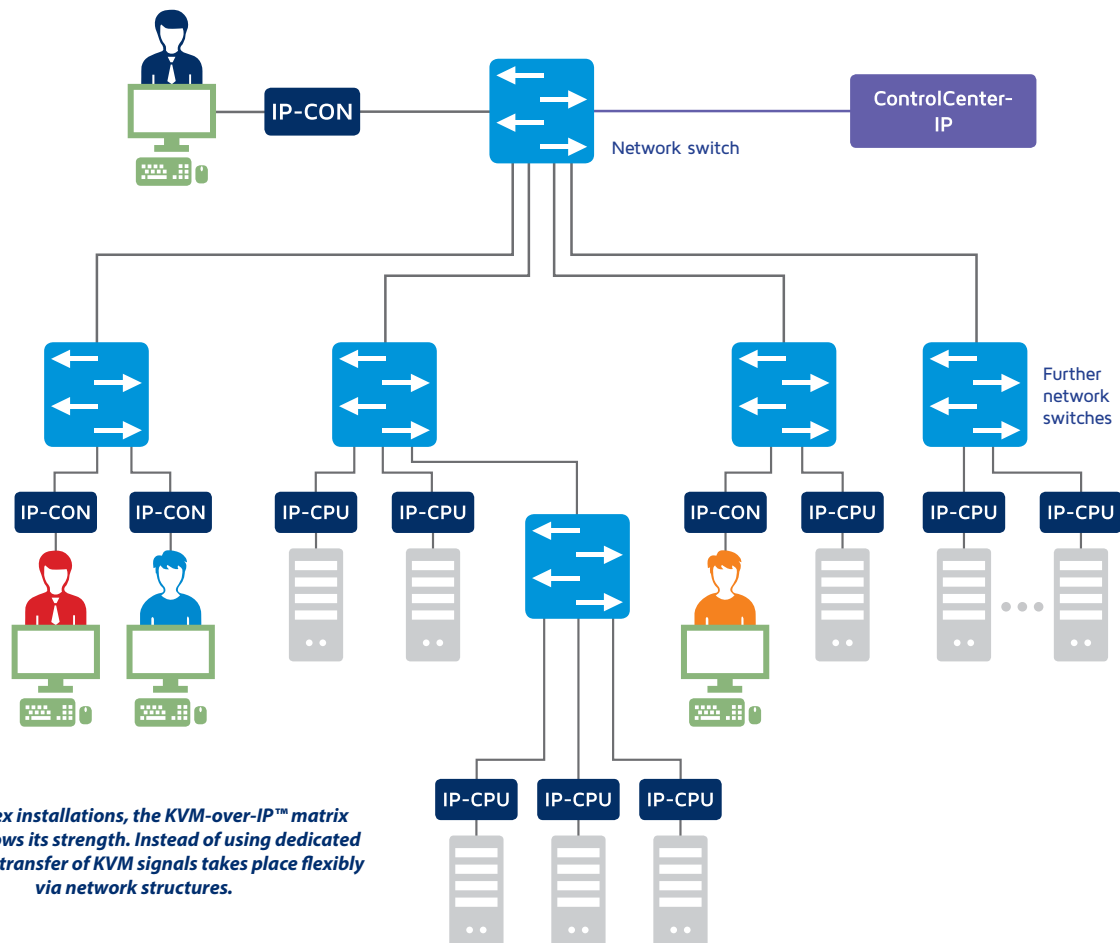 IP-CON
ControlCenter-
IP
Network switch
Further
network
switches
IP-CON
IP-CON
IP-CPU
IP-CPU
IP-CON
IP-CPU
IP-CPU
IP-CPU
IP-CPU
IP-CPU
IP-CPU
installations, the KVM-over-IP™ matrix
its strength. Instead of using dedicated
transfer of KVM signals takes place flexibly
via network structures.